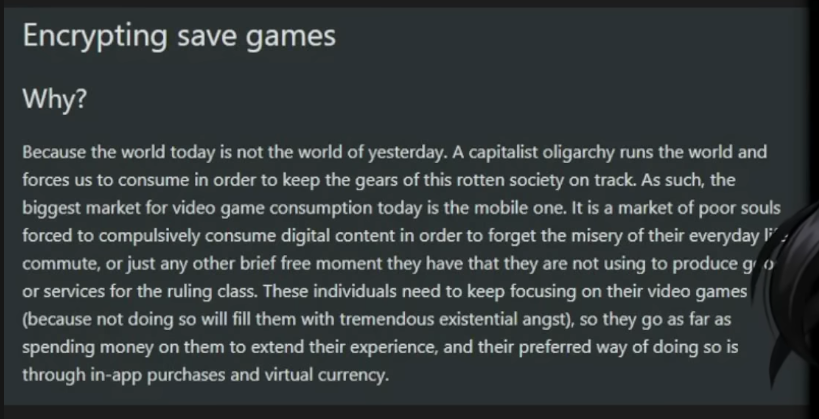 Encrypting save games
Why?
Because the world today is not the world of yesterday. A capitalist oligarchy runs the world and
forces us to consume in order to keep the gears of this rotten society on track. As such, the
biggest market for video game consumption today is the mobile one. It is a market of poor souls
forced to compulsively consume digital content in order to forget the misery of their everyday
commute, or just any other brief free moment they have that they are not using to produce
or services for the ruling class. These individuals need to keep focusing on their video games
(because not doing so will fill them with tremendous existential angst), so they go as far as
spending money on them to extend their experience, and their preferred way of doing so is
through in-app purchases and virtual currency.